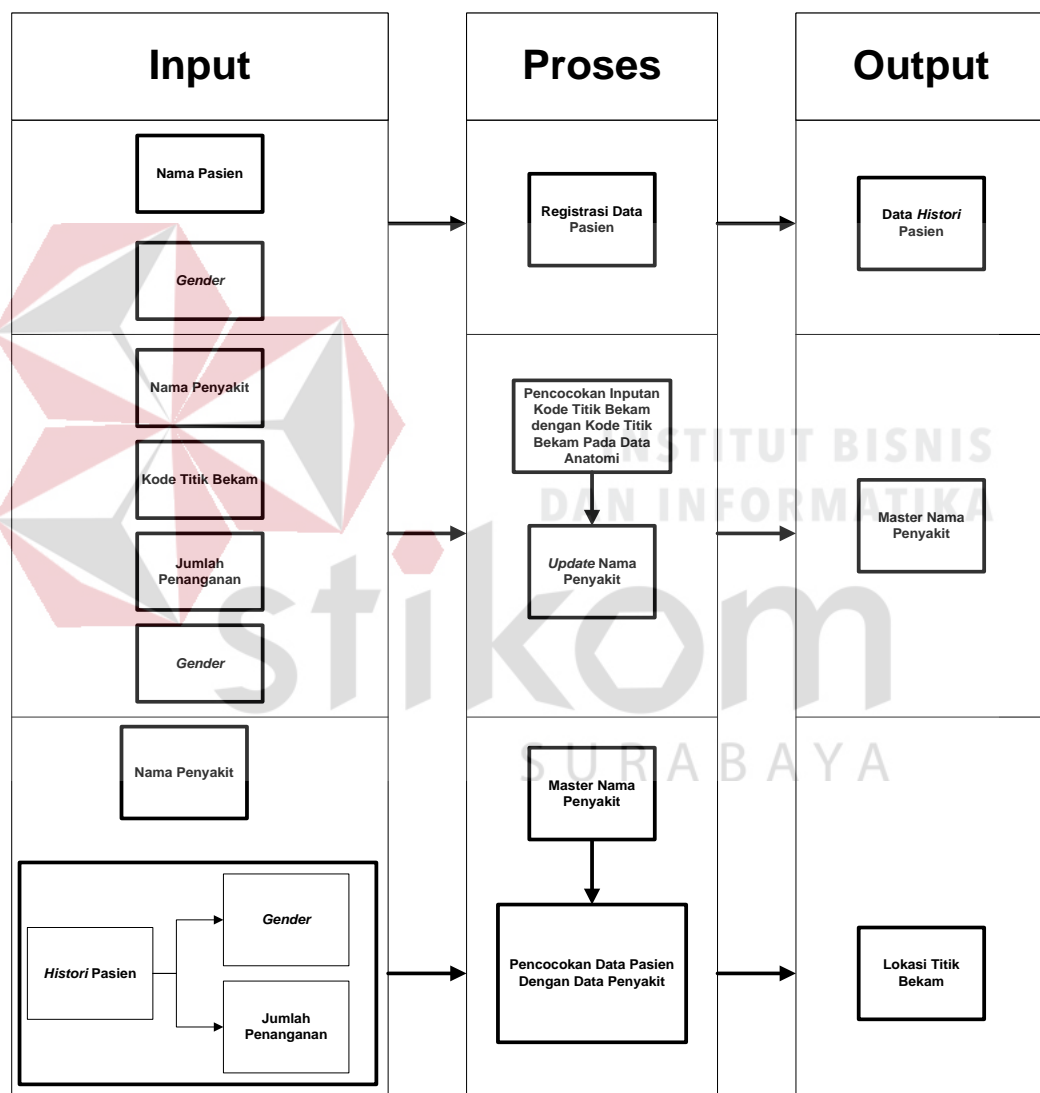 Input
Proses
Output
Nama Pasien
Gender
Registrasi Data
Pasien
Data Histori
Pasien
Nama Penyakit
Kode Titik Bekam
Jumlah
Penanganan
Gender
Pencocokan Inputan
Kode Titik Bekam
dengan Kode Titik
Bekam Pada Data
Anatomi
Update Nama
Penyakit
Master Nama
Penyakit
Nama Penyakit
Histori Pasien
Gender
Jumlah
Penanganan
Master Nama
Penyakit
Pencocokan Data Pasien
Dengan Data Penyakit
Lokasi Titik
Bekam
INSTITUT BISNIS
DAN INFORMATIKA
stikom
SURABAYA